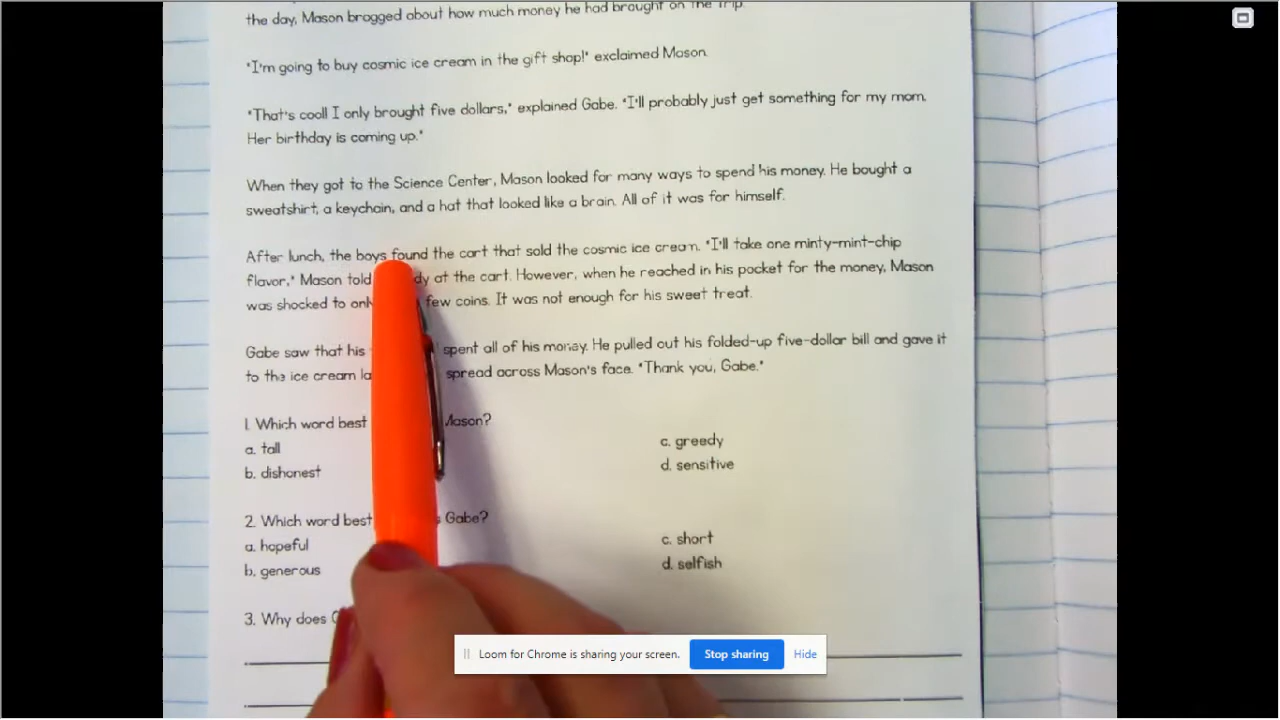 the day, Mason bragged about how much money he had brought on the trip.
"I'm going to buy cosmic ice cream in the gift shop!" exclaimed Mason.
"That's cool! I only brought five dollars," explained Gabe. "I'll probably just get something for my mom.
Her birthday is coming up."
When they got to the Science Center, Mason looked for many ways to spend his money. He bought a
sweatshirt, a keychain, and a hat that looked like a brain. All of it was for himself.
After lunch, the boys found the cart that sold the cosmic ice cream. "I'll take one minty-mint-chip
flavor," Mason told dy at the cart. However, when he reached in his pocket for the money, Mason
was shocked to only few coins. It was not enough for his sweet treat.
Gabe saw that his spent all of his money. He pulled out his folded-up five-dollar bill and gave it
to the ice cream la spread across Mason's face. "Thank you, Gabe."
1. Which word best Mason?
a. tall
c. greedy
b. dishonest
d. sensitive
2. Which word best s Gabe?
a. hopeful
c. short
b. generous
d. selfish
3. Why does
Loom for Chrome is sharing your screen. Stop sharing Hide